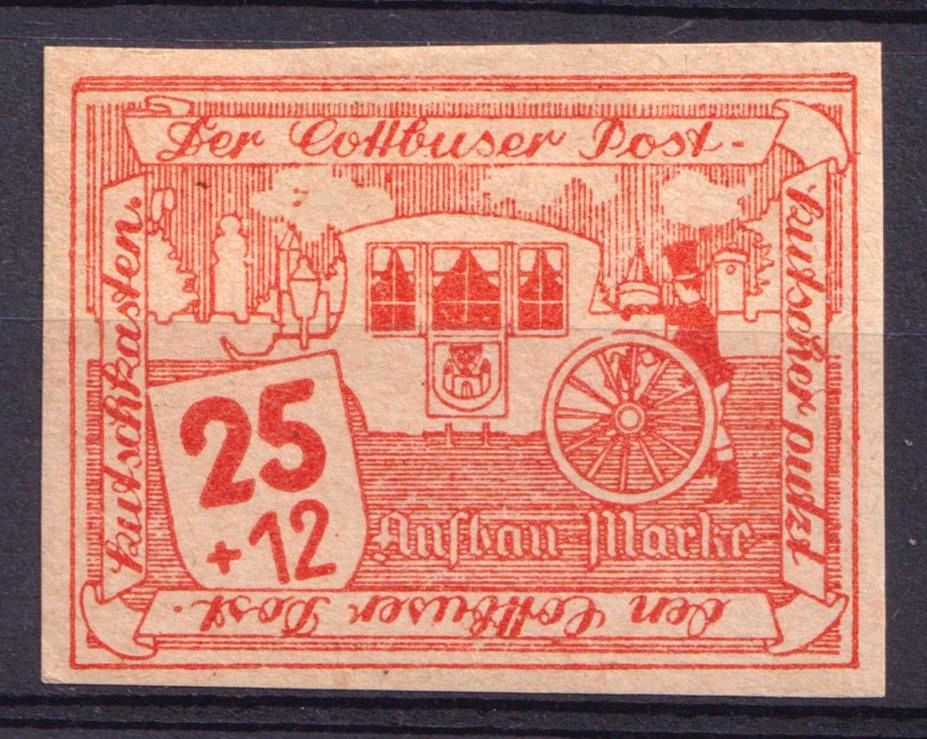 Der Cottbuser Post-
kutscher putzt
den Cottbuser Post-
kutschkasten.
25
+12
Aufbau-Marke